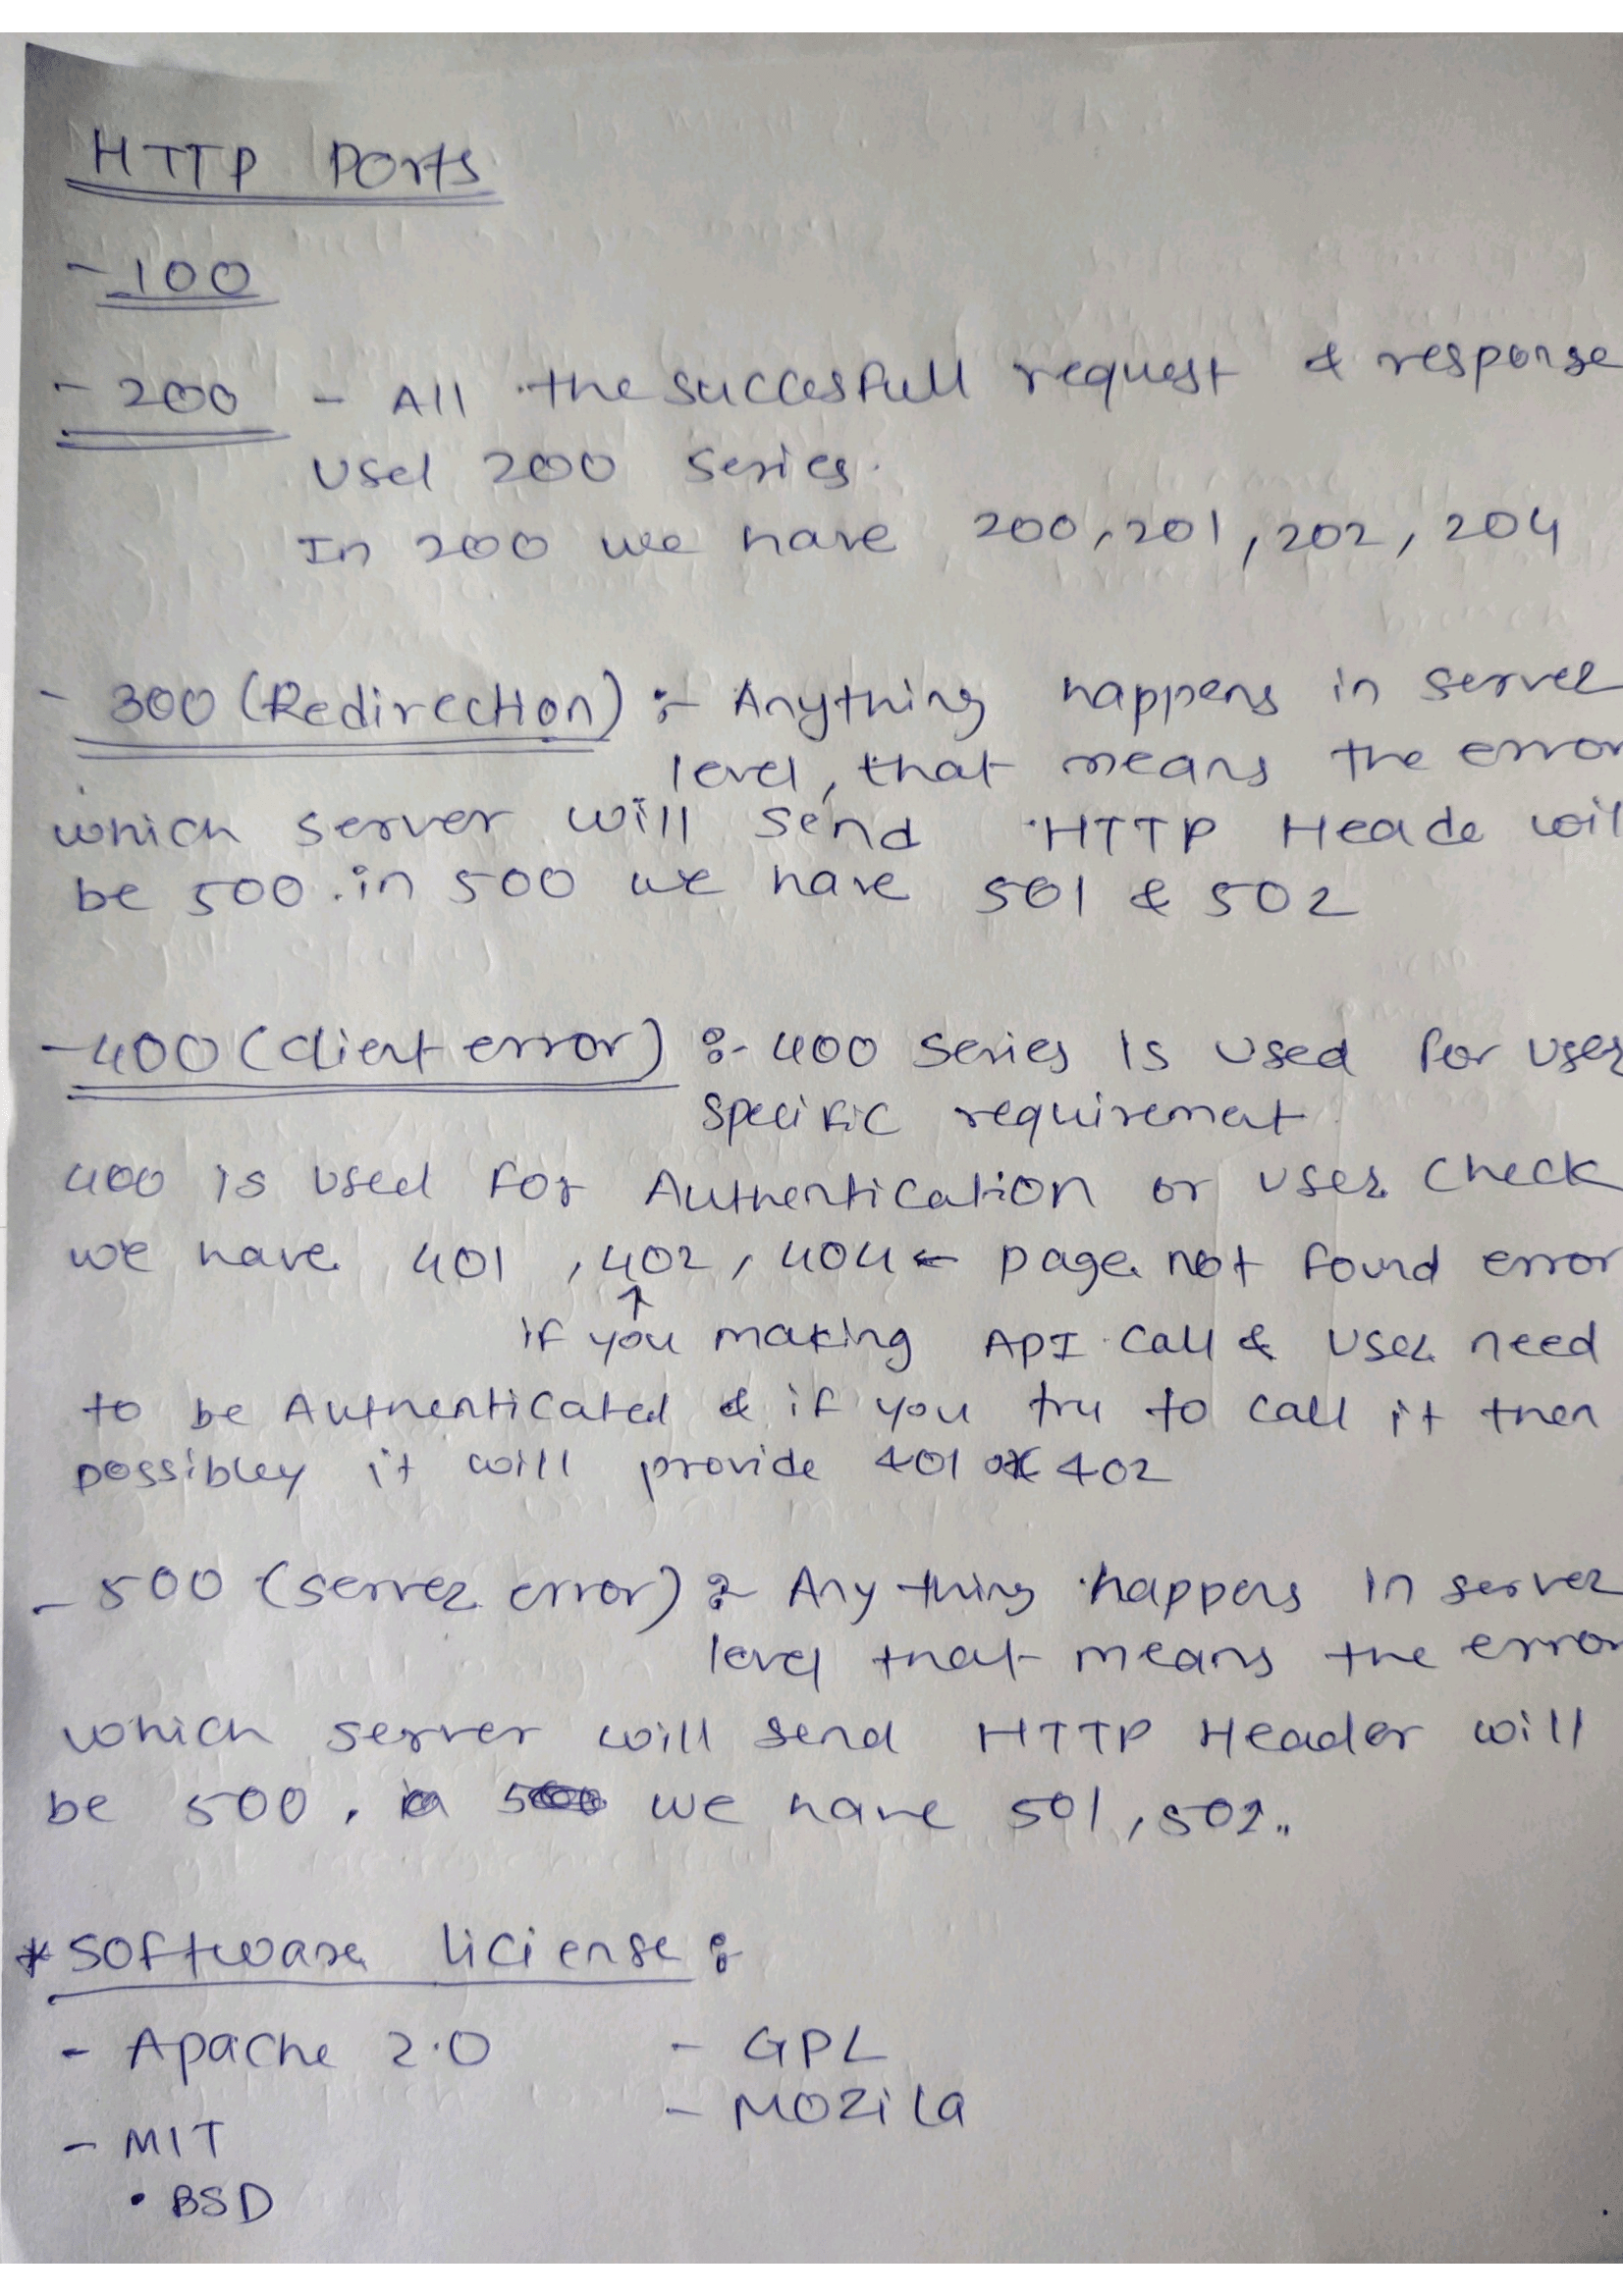 HTTP Ports
- 100
- 200 - All the succesfull request & response
used 200 series.
In 200 we have 200, 201, 202, 204
- 300 (Redirection) :- Anything happens in server
level, that means the error
which server will send HTTP Heade will
be 500. in 500 we have 501 & 502
- 400 (client error) :- 400 series is used for user
specific requirement
400 is used for Authentication or user check
we have 401, 402, 404 ← page not found error
↑
if you making API call & user need
to be Authenticated & if you try to call it then
possibley it will provide 401 or 402
- 500 (server error) :- Any thing happens in server
level that means the error
which server will send HTTP Header will
be 500, we have 501, 502..
* Software liciense :
- Apache 2.0 - GPL
- Mozila
- MIT
• BSD